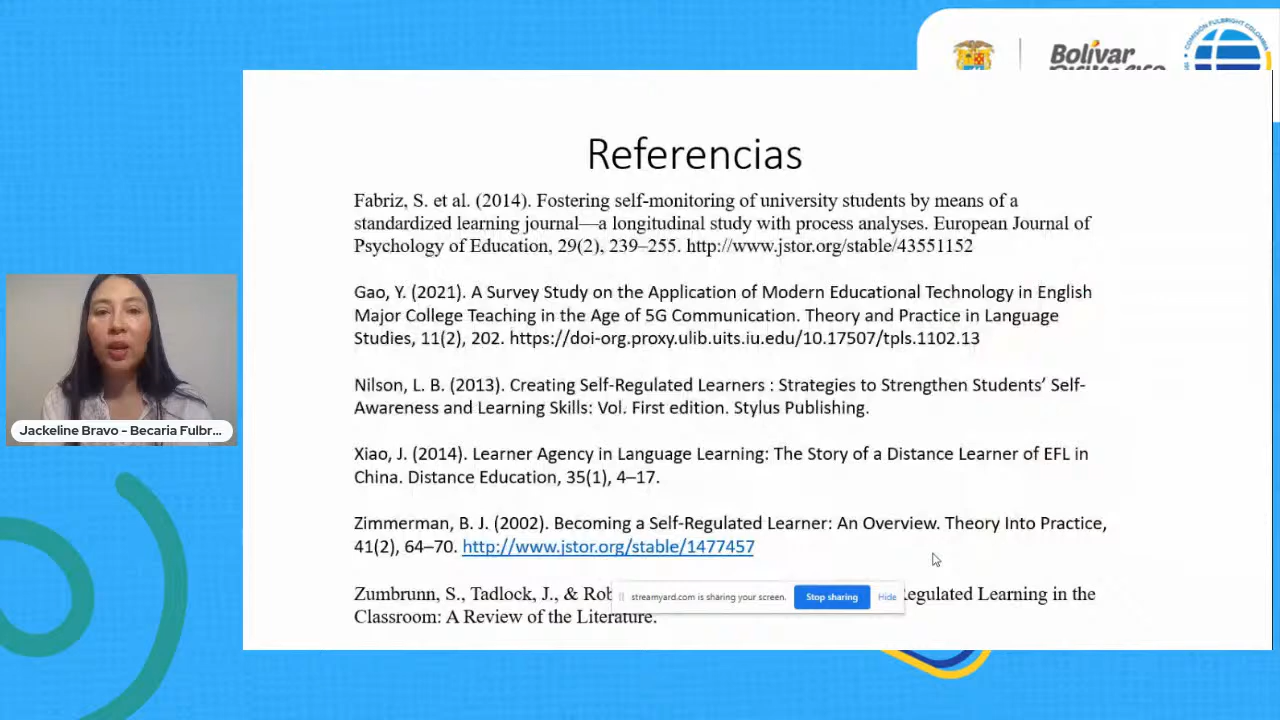 Bolívar
COMISIÓN FULBRIGHT COLOMBIA
Referencias
Fabriz, S. et al. (2014). Fostering self-monitoring of university students by means of a
standardized learning journal—a longitudinal study with process analyses. European Journal of
Psychology of Education, 29(2), 239–255. http://www.jstor.org/stable/43551152
Gao, Y. (2021). A Survey Study on the Application of Modern Educational Technology in English
Major College Teaching in the Age of 5G Communication. Theory and Practice in Language
Studies, 11(2), 202. https://doi-org.proxy.ulib.uits.iu.edu/10.17507/tpls.1102.13
Nilson, L. B. (2013). Creating Self-Regulated Learners : Strategies to Strengthen Students’ Self-
Awareness and Learning Skills: Vol. First edition. Stylus Publishing.
Xiao, J. (2014). Learner Agency in Language Learning: The Story of a Distance Learner of EFL in
China. Distance Education, 35(1), 4–17.
Zimmerman, B. J. (2002). Becoming a Self-Regulated Learner: An Overview. Theory Into Practice,
41(2), 64–70. http://www.jstor.org/stable/1477457
Zumbrunn, S., Tadlock, J., & Rob
streamyard.com is sharing your screen. Stop sharing Hide
Regulated Learning in the
Classroom: A Review of the Literature.
Jackeline Bravo - Becaria Fulbr...